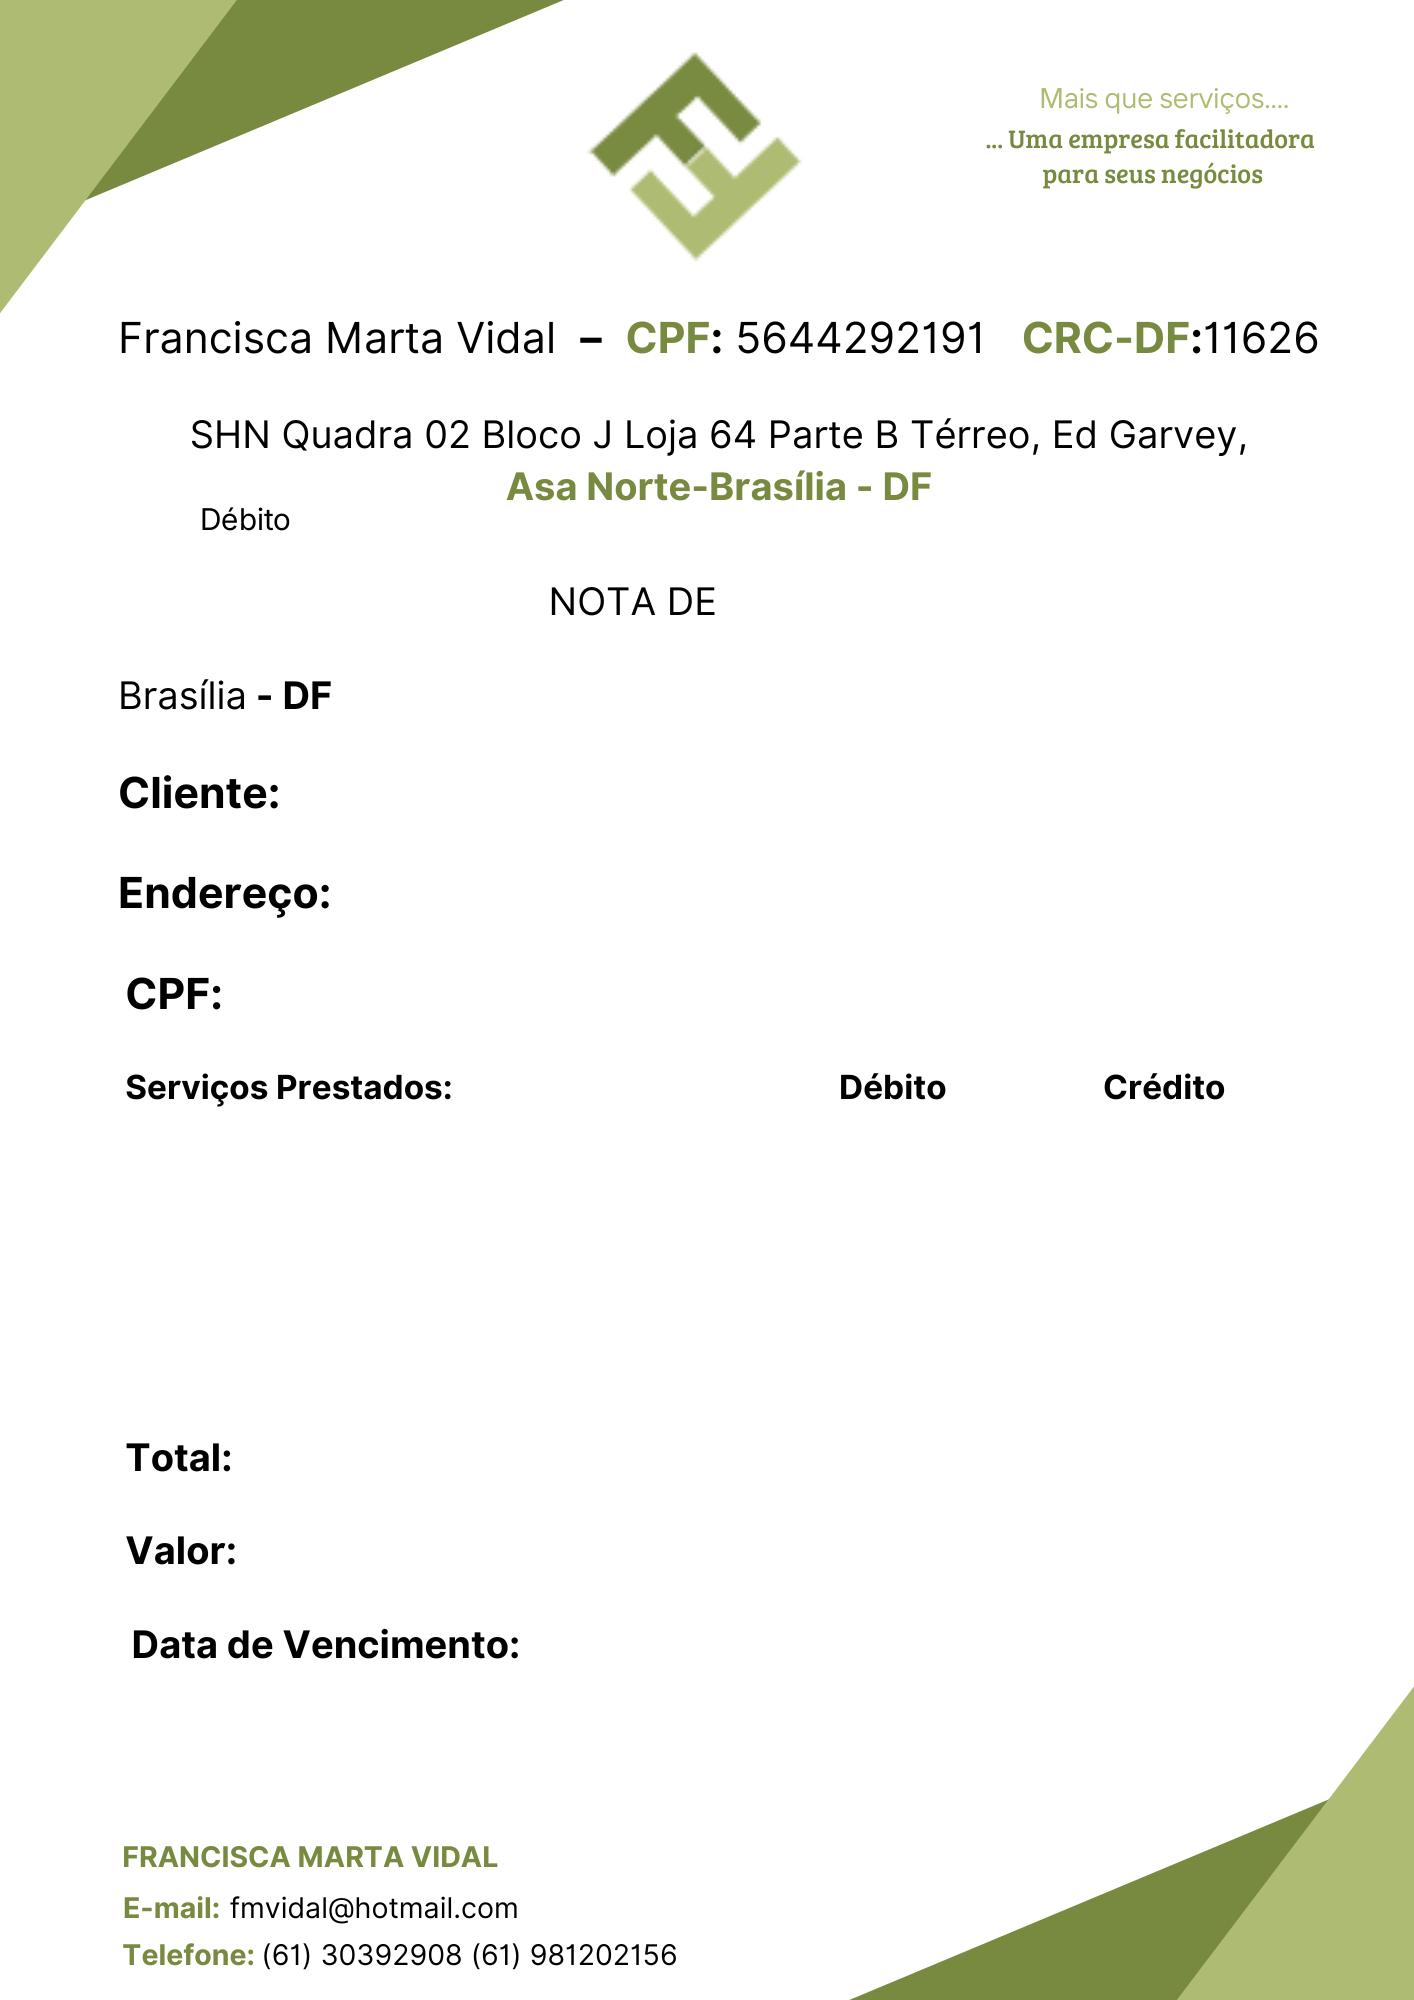 Mais que serviços....
... Uma empresa facilitadora
para seus negócios
Francisca Marta Vidal – CPF: 5644292191 CRC-DF:11626
SHN Quadra 02 Bloco J Loja 64 Parte B Térreo, Ed Garvey,
Asa Norte-Brasília - DF
Débito
NOTA DE
Brasília - DF
Cliente:
Endereço:
CPF:
Serviços Prestados: Débito Crédito
Total:
Valor:
Data de Vencimento:
FRANCISCA MARTA VIDAL
E-mail: fmvidal@hotmail.com
Telefone: (61) 30392908 (61) 981202156